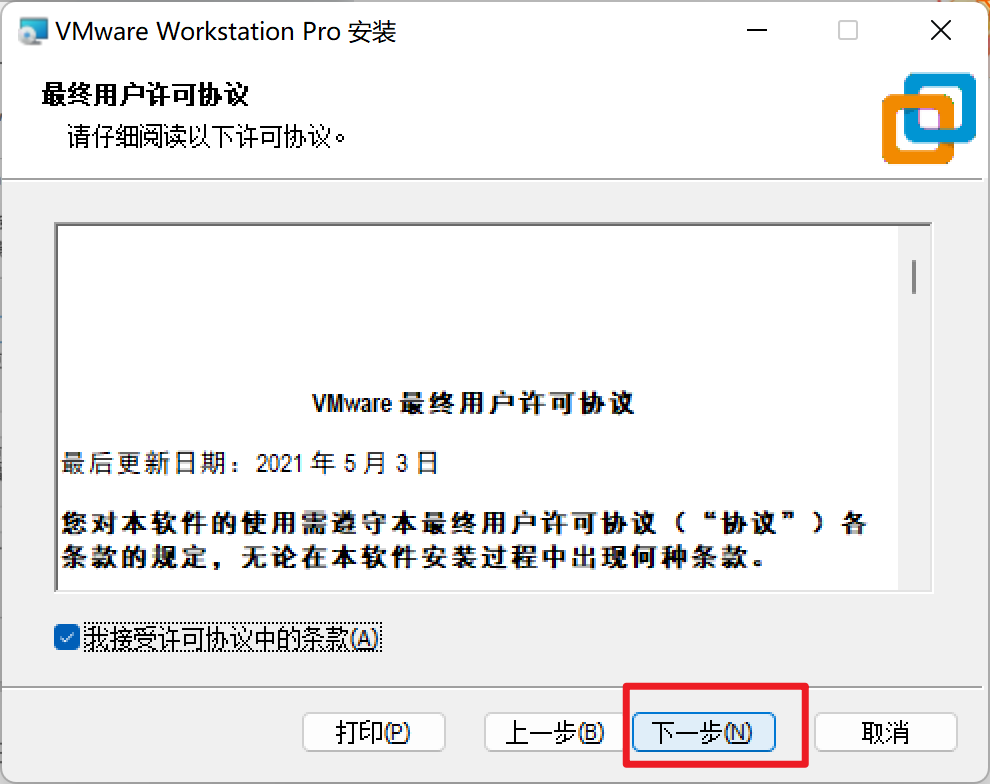 VMware Workstation Pro 安装
最终用户许可协议
请仔细阅读以下许可协议。
VMware 最终用户许可协议
最后更新日期：2021 年 5 月 3 日
您对本软件的使用需遵守本最终用户许可协议（“协议”）各
条款的规定，无论在本软件安装过程中出现何种条款。
我接受许可协议中的条款(A)
打印(P) 上一步(B) 下一步(N) 取消